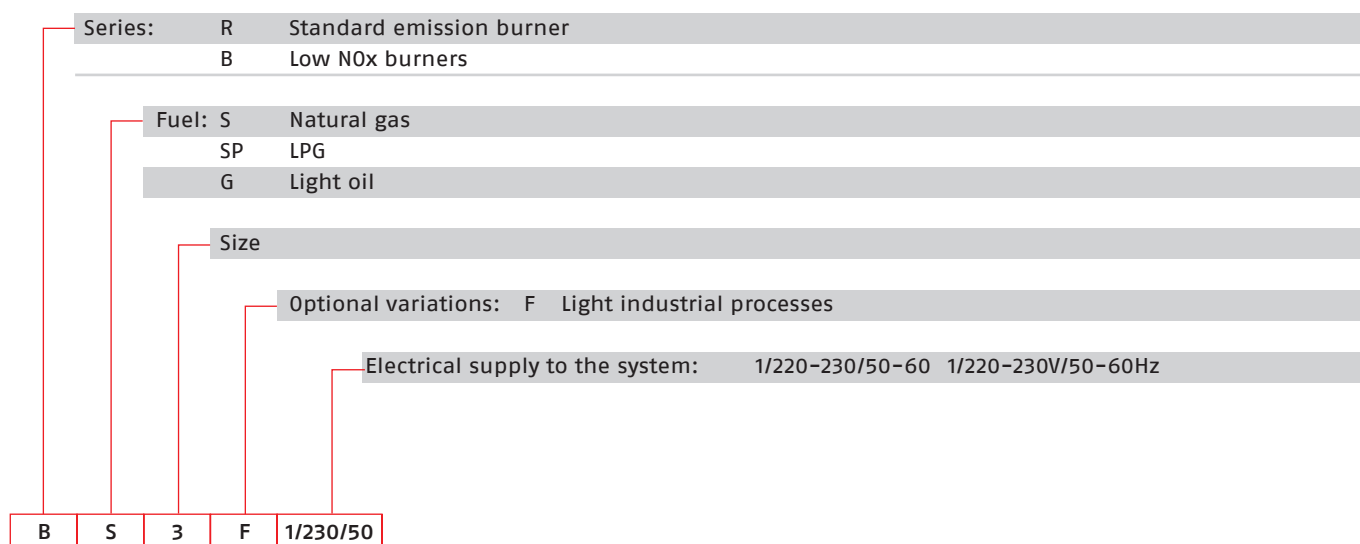 Series: R Standard emission burner
B Low N0x burners
Fuel: S Natural gas
SP LPG
G Light oil
Size
Optional variations: F Light industrial processes
Electrical supply to the system: 1/220-230/50-60 1/220-230V/50-60Hz
B S 3 F 1/230/50